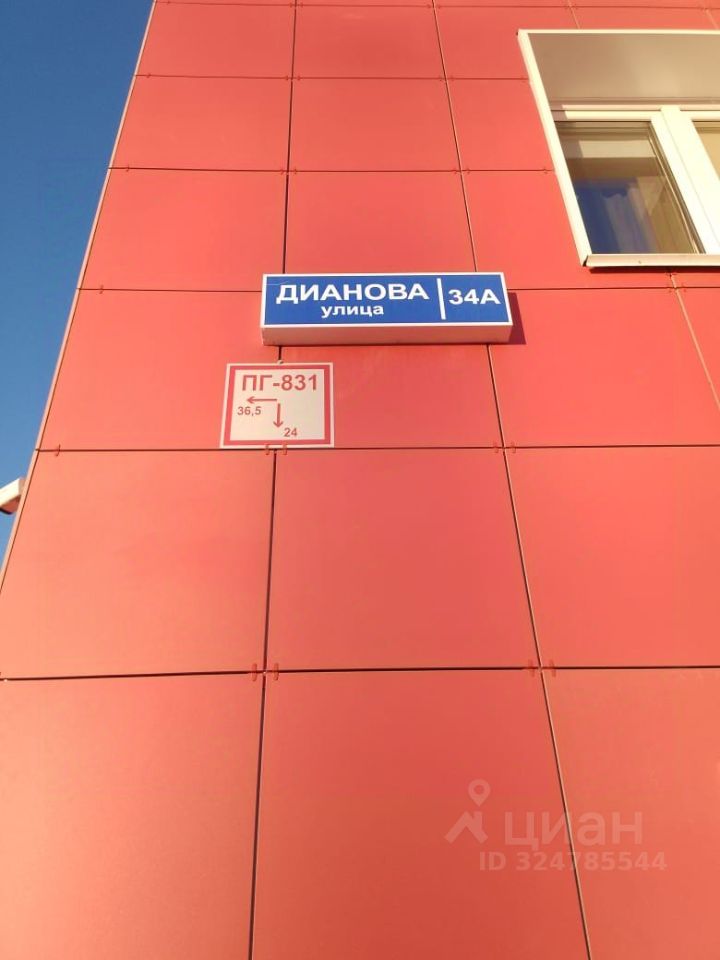 ДИАНОВА
улица
34А
ПГ-831
36,5
24
циан
ID 324785544